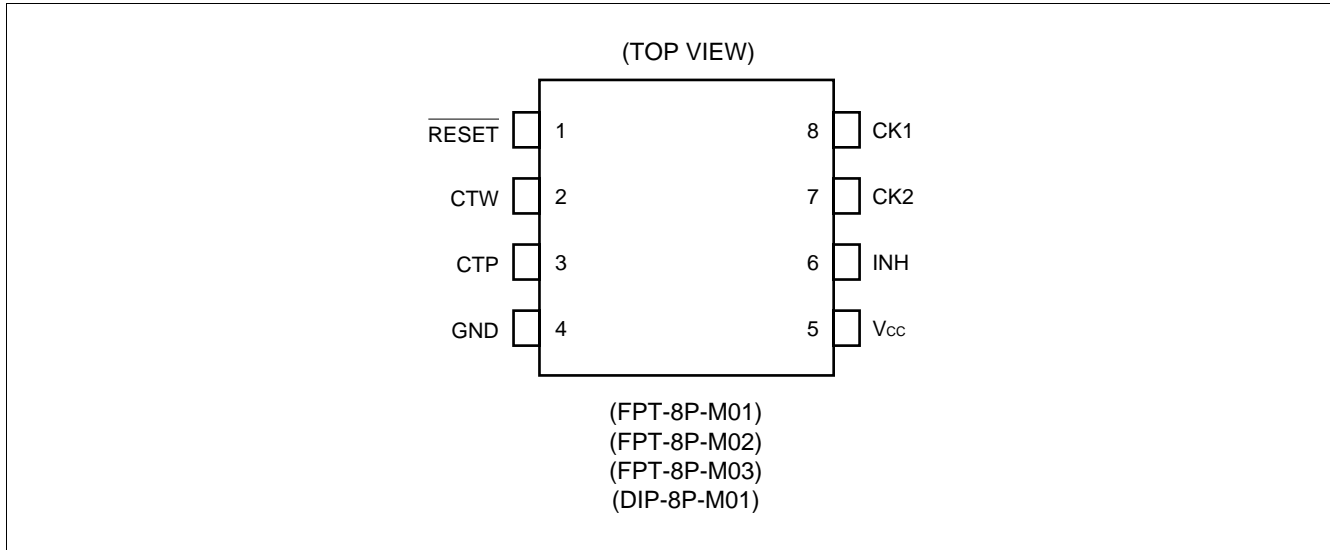 (TOP VIEW)
RESET 1 8 CK1
CTW 2 7 CK2
CTP 3 6 INH
GND 4 5 Vcc
(FPT-8P-M01)
(FPT-8P-M02)
(FPT-8P-M03)
(DIP-8P-M01)